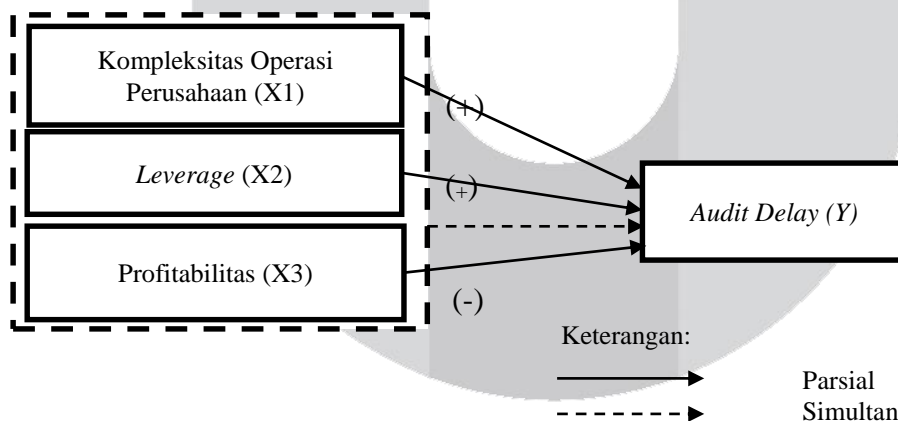 Kompleksitas Operasi
Perusahaan (X1)
(+)
Leverage (X2)
(+)
Audit Delay (Y)
Profitabilitas (X3)
(-)
Keterangan:
Parsial
Simultan